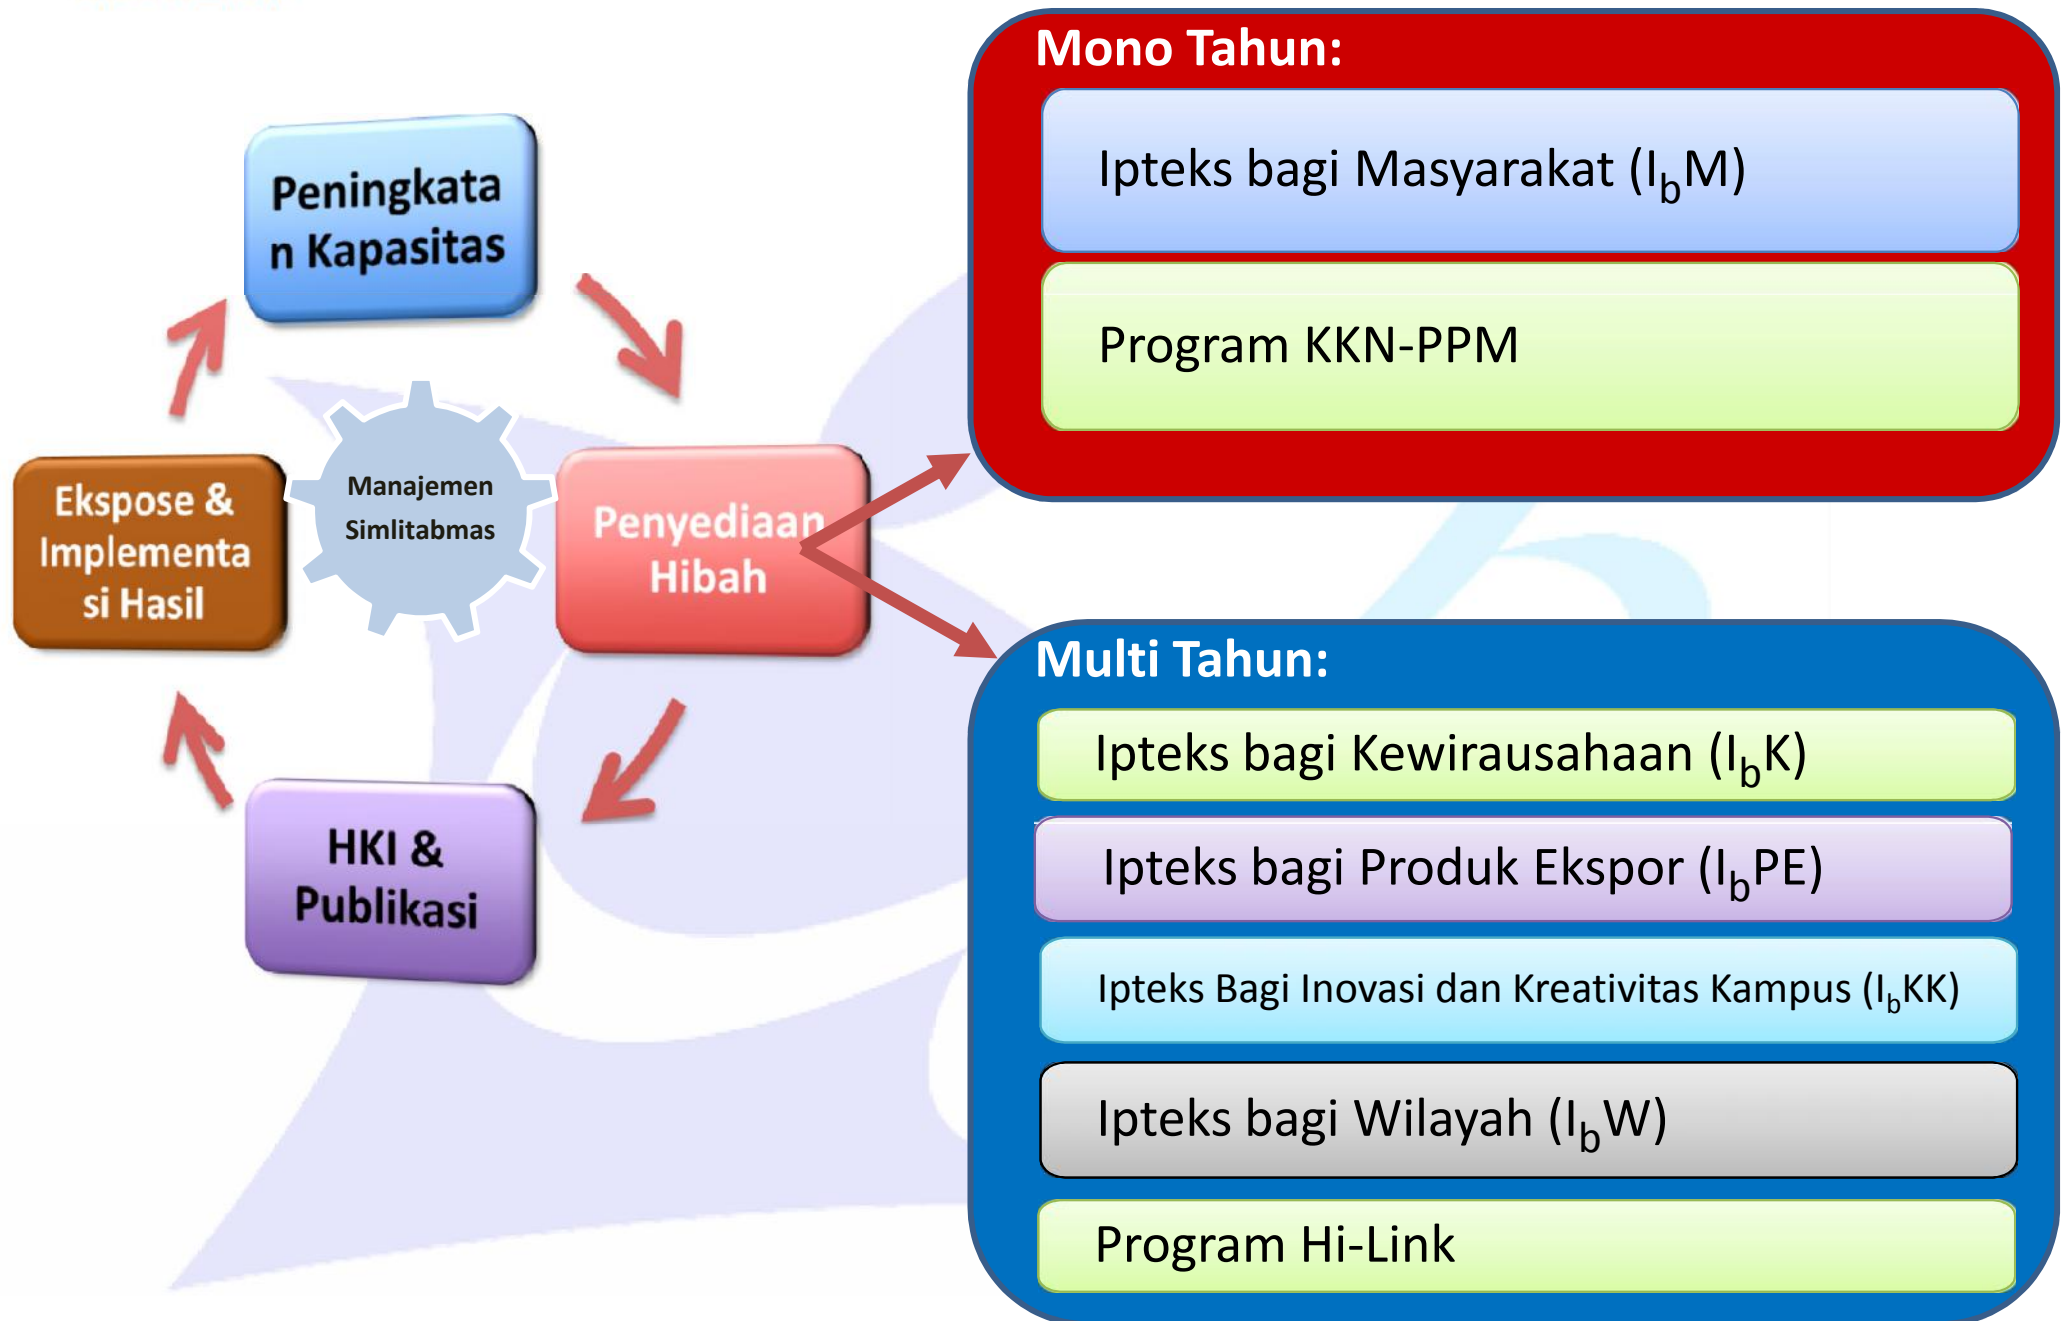 Peningkata
n Kapasitas
Ekspose &
Implementa
si Hasil
Manajemen
Simlitabmas
Penyediaan
Hibah
HKI &
Publikasi
Mono Tahun:
Ipteks bagi Masyarakat (IbM)
Program KKN-PPM
Multi Tahun:
Ipteks bagi Kewirausahaan (IbK)
Ipteks bagi Produk Ekspor (IbPE)
Ipteks Bagi Inovasi dan Kreativitas Kampus (IbKK)
Ipteks bagi Wilayah (IbW)
Program Hi-Link